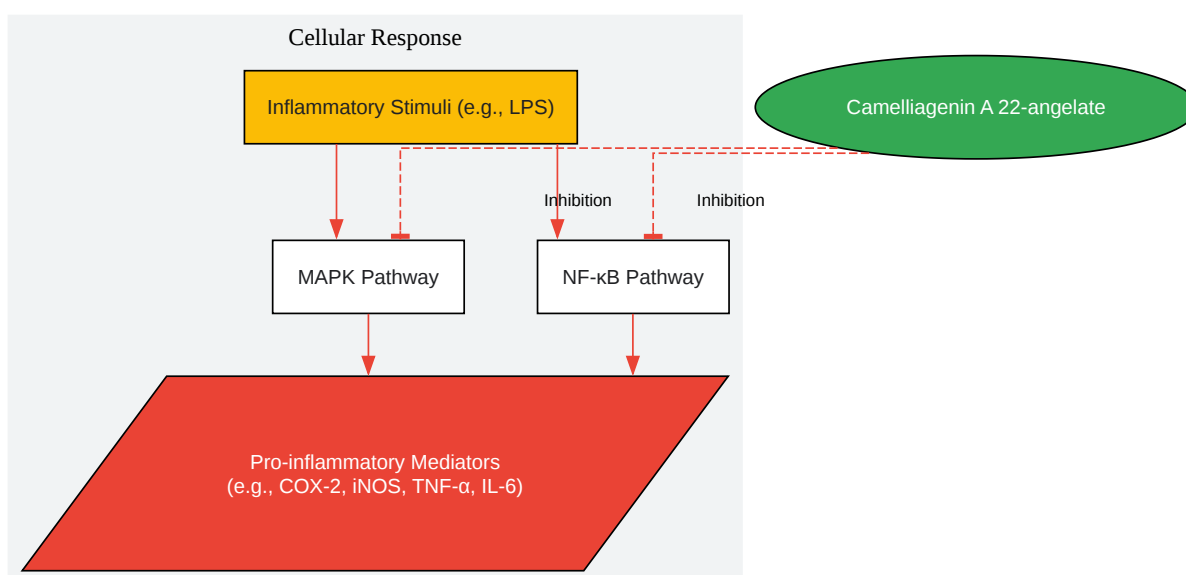 Cellular Response
Inflammatory Stimuli (e.g., LPS)
Camelliagenin A 22-angelate
Inhibition
Inhibition
MAPK Pathway
NF-κB Pathway
Pro-inflammatory Mediators
(e.g., COX-2, iNOS, TNF-α, IL-6)